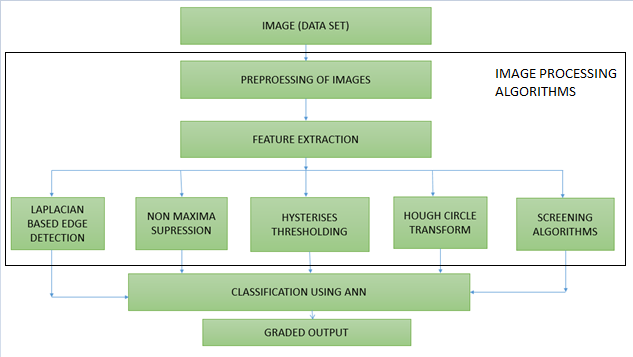 IMAGE (DATA SET)
IMAGE PROCESSING
ALGORITHMS
PREPROESSING OF IMAGES
FEATURE EXTRACTION
LAPLACIAN
BASED EDGE
DETECTION
NON MAXIMA
SUPRESSION
HYSTERISES
THRESHOLDING
HOUGH CIRCLE
TRANSFORM
SCREENING
ALGORITHMS
CLASSIFICATION USING ANN
GRADED OUTPUT